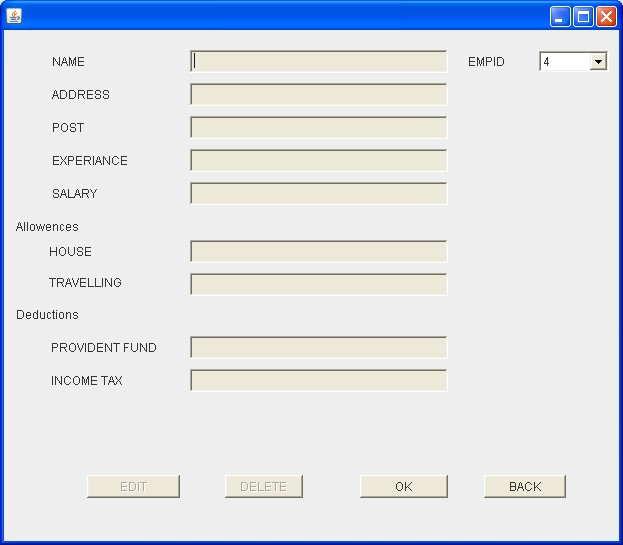 NAME EMPID 4
ADDRESS
POST
EXPERIANCE
SALARY
Allowences
HOUSE
TRAVELLING
Deductions
PROVIDENT FUND
INCOME TAX
EDIT DELETE OK BACK